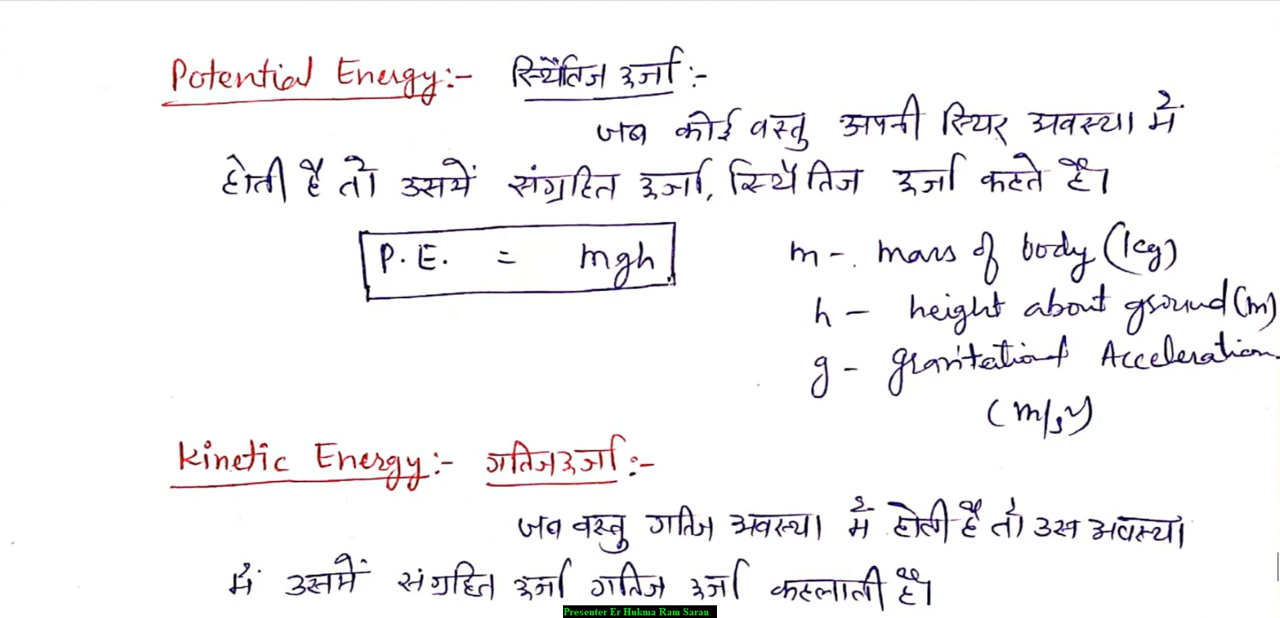 Potential Energy:- स्थितिज ऊर्जा:-
जब कोई वस्तु अपनी स्थिर अवस्था में
होती है तो उसमें संग्रहित ऊर्जा, स्थितिज ऊर्जा कहते है।
P.E. = mgh
m - mass of body (kg)
h - height about ground (m)
g - gravitational Acceleration
(m/s²)
Kinetic Energy:- गतिज ऊर्जा:-
जब वस्तु गतिज अवस्था में होती है तो उस अवस्था
में उसमें संग्रहित ऊर्जा गतिज ऊर्जा कहलाती है।
Presenter Er Hukma Ram Saran